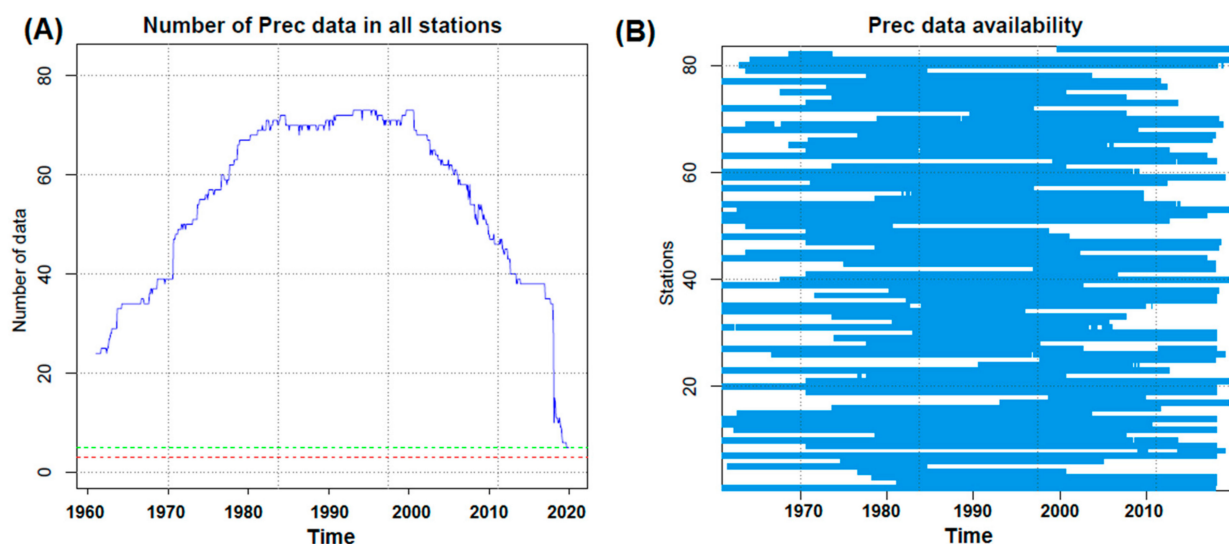 (A)
Number of Prec data in all stations
80
60
40
20
0
Number of data
1960 1970 1980 1990 2000 2010 2020
Time
(B)
Prec data availability
80
60
40
20
Stations
1970 1980 1990 2000 2010
Time